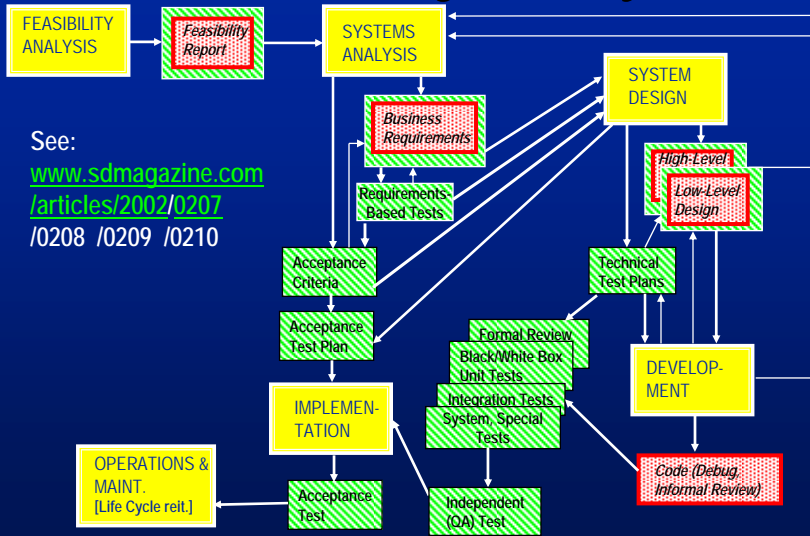 FEASIBILITY
ANALYSIS
Feasibility
Report
SYSTEMS
ANALYSIS
SYSTEM
DESIGN
See:
www.sdmagazine.com
/articles/2002/0207
/0208 /0209 /0210
Business
Requirements
High-Level
Low-Level
Design
Requirements-
Based Tests
Acceptance
Criteria
Technical
Test Plans
Acceptance
Test Plan
Formal Review
Black/White Box
Unit Tests
Integration Tests
System, Special
Tests
DEVELOP-
MENT
IMPLEMEN-
TATION
OPERATIONS &
MAINT.
[Life Cycle reit.]
Acceptance
Test
Independent
(QA) Test
Code (Debug
Informal Review)